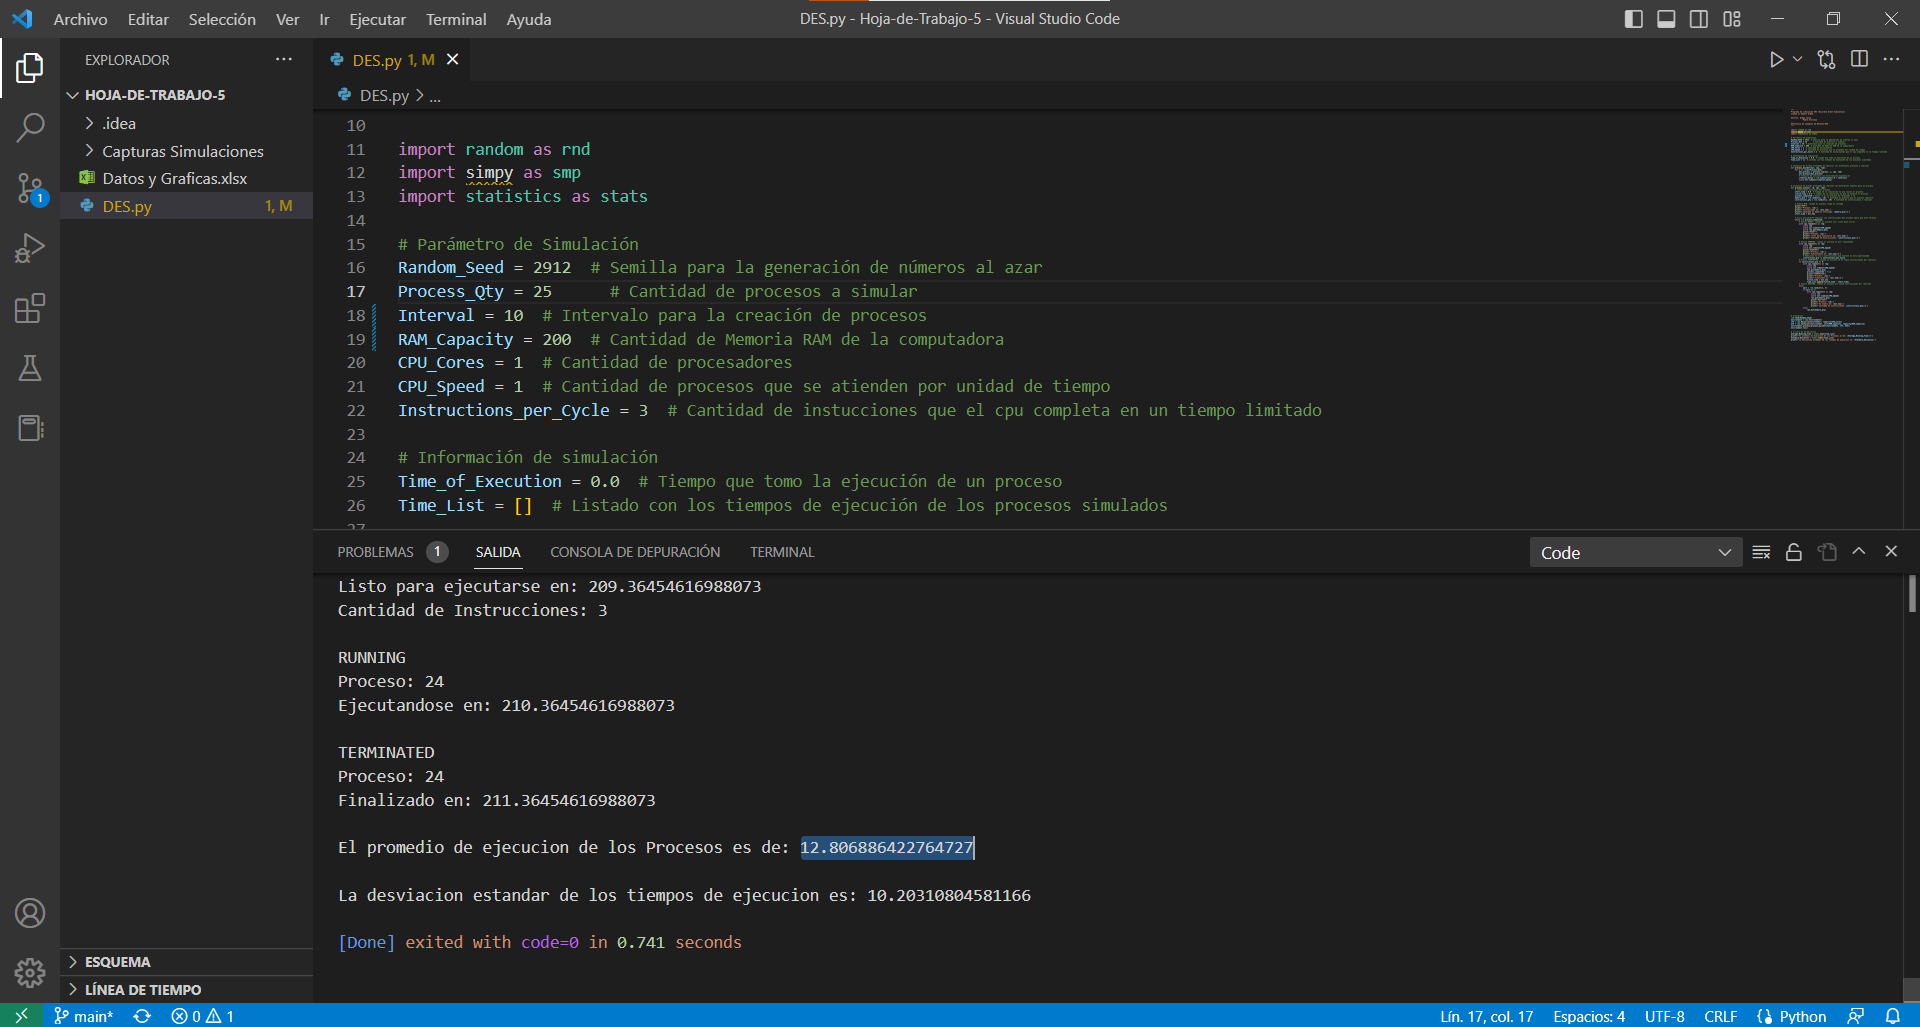 Archivo Editar Selección Ver Ir Ejecutar Terminal Ayuda
DES.py - Hoja-de-Trabajo-5 - Visual Studio Code
EXPLORADOR ...
HOJA-DE-TRABAJO-5
.idea
Capturas Simulaciones
Datos y Graficas.xlsx
DES.py 1, M
ESQUEMA
LÍNEA DE TIEMPO
1
DES.py 1, M
DES.py > ...
10
11 import random as rnd
12 import simpy as smp
13 import statistics as stats
14
15 # Parámetro de Simulación
16 Random_Seed = 2912 # Semilla para la generación de números al azar
17 Process_Qty = 25 # Cantidad de procesos a simular
18 Interval = 10 # Intervalo para la creación de procesos
19 RAM_Capacity = 200 # Cantidad de Memoria RAM de la computadora
20 CPU_Cores = 1 # Cantidad de procesadores
21 CPU_Speed = 1 # Cantidad de procesos que se atienden por unidad de tiempo
22 Instructions_per_Cycle = 3 # Cantidad de instucciones que el cpu completa en un tiempo limitado
23
24 # Información de simulación
25 Time_of_Execution = 0.0 # Tiempo que tomo la ejecución de un proceso
26 Time_List = [] # Listado con los tiempos de ejecución de los procesos simulados
27
PROBLEMAS 1 SALIDA CONSOLA DE DEPURACIÓN TERMINAL Code
Listo para ejecutarse en: 209.36454616988073
Cantidad de Instrucciones: 3
RUNNING
Proceso: 24
Ejecutandose en: 210.36454616988073
TERMINATED
Proceso: 24
Finalizado en: 211.36454616988073
El promedio de ejecucion de los Procesos es de: 12.806886422764727
La desviacion estandar de los tiempos de ejecucion es: 10.20310804581166
[Done] exited with code=0 in 0.741 seconds
main* 0 1 Lín. 17, col. 17 Espacios: 4 UTF-8 CRLF Python